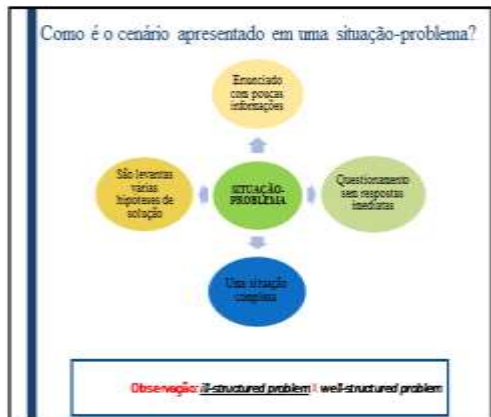 Como é o cenário apresentado em uma situação-problema?
Enunciado
com poucas
informações
São levantas
várias
hipóteses de
solução
SITUAÇÃO-
PROBLEMA
Questionamento
sem respostas
imediatas
Uma situação
complexa
Observação: ill-structured problem X well-structured problem